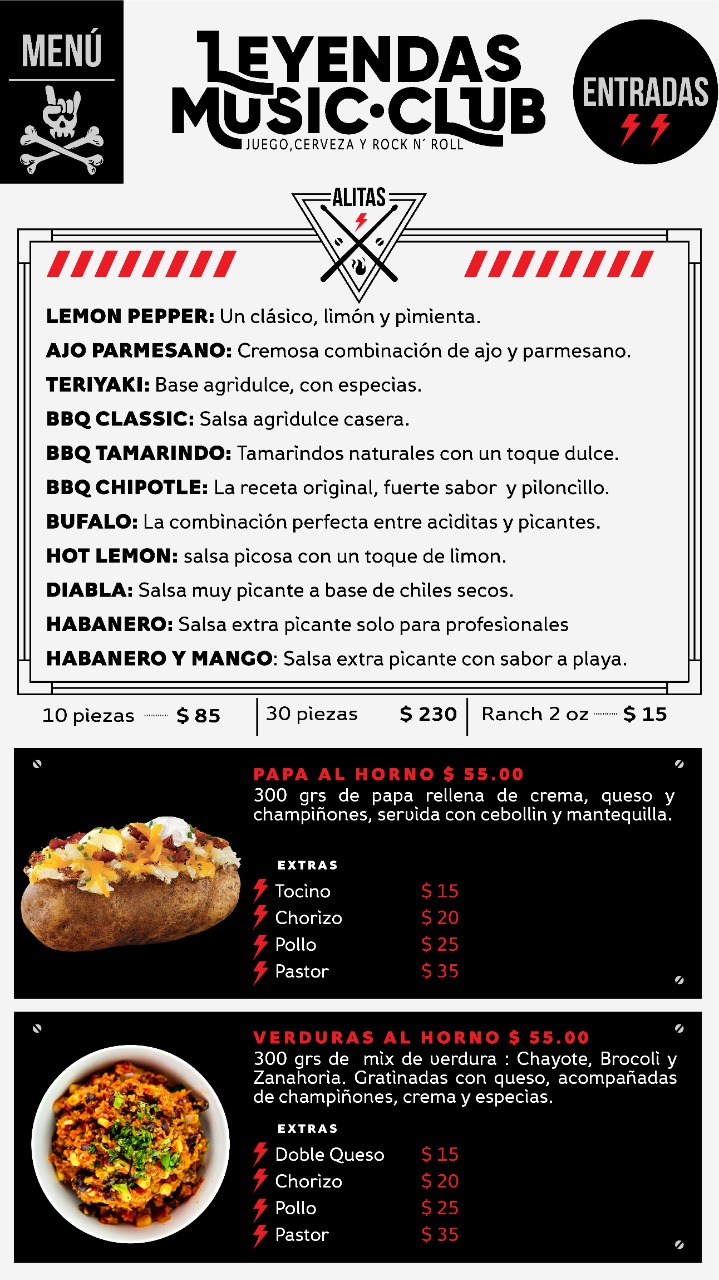 MENÚ
LEYENDAS
MUSIC·CLUB
JUEGO,CERVEZA Y ROCK N´ ROLL
ENTRADAS
ALITAS
LEMON PEPPER: Un clásico, limón y pimienta.
AJO PARMESANO: Cremosa combinación de ajo y parmesano.
TERIYAKI: Base agridulce, con especias.
BBQ CLASSIC: Salsa agridulce casera.
BBQ TAMARINDO: Tamarindos naturales con un toque dulce.
BBQ CHIPOTLE: La receta original, fuerte sabor y piloncillo.
BUFALO: La combinación perfecta entre aciditas y picantes.
HOT LEMON: salsa picosa con un toque de limon.
DIABLA: Salsa muy picante a base de chiles secos.
HABANERO: Salsa extra picante solo para profesionales
HABANERO Y MANGO: Salsa extra picante con sabor a playa.
10 piezas ........ $ 85 30 piezas $ 230 Ranch 2 oz ........ $ 15
PAPA AL HORNO $ 55.00
300 grs de papa rellena de crema, queso y
champiñones, servida con cebollin y mantequilla.
EXTRAS
Tocino $ 15
Chorizo $ 20
Pollo $ 25
Pastor $ 35
VERDURAS AL HORNO $ 55.00
300 grs de mix de verdura : Chayote, Brocoli y
Zanahoria. Gratinadas con queso, acompañadas
de champiñones, crema y especias.
EXTRAS
Doble Queso $ 15
Chorizo $ 20
Pollo $ 25
Pastor $ 35